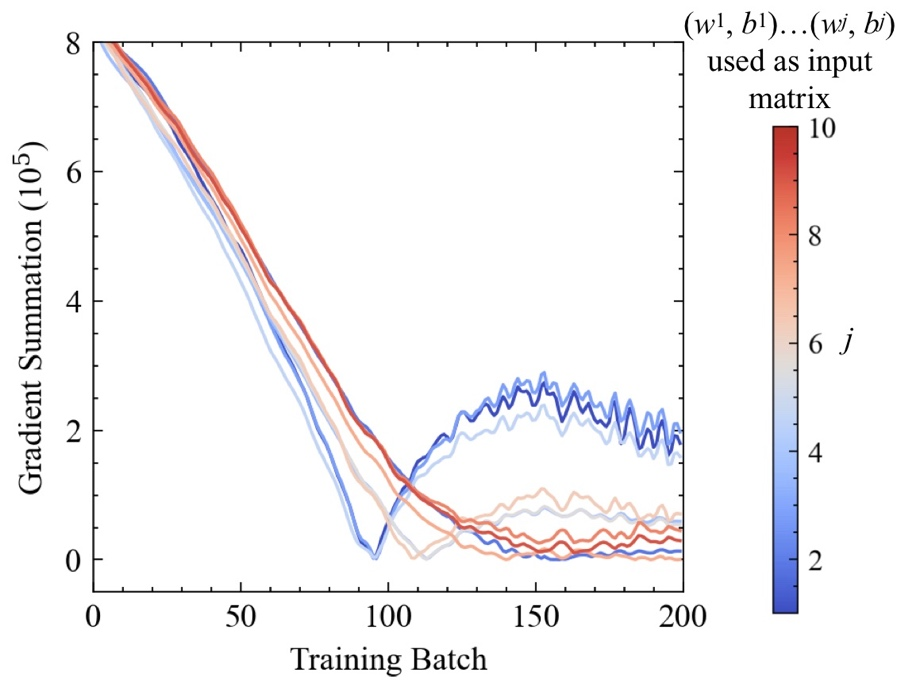 (w¹, b¹)…(wʲ, bʲ)
used as input
matrix
10
8
6
4
2
j
8
6
4
2
0
Gradient Summation (10⁵)
0
50
100
150
200
Training Batch